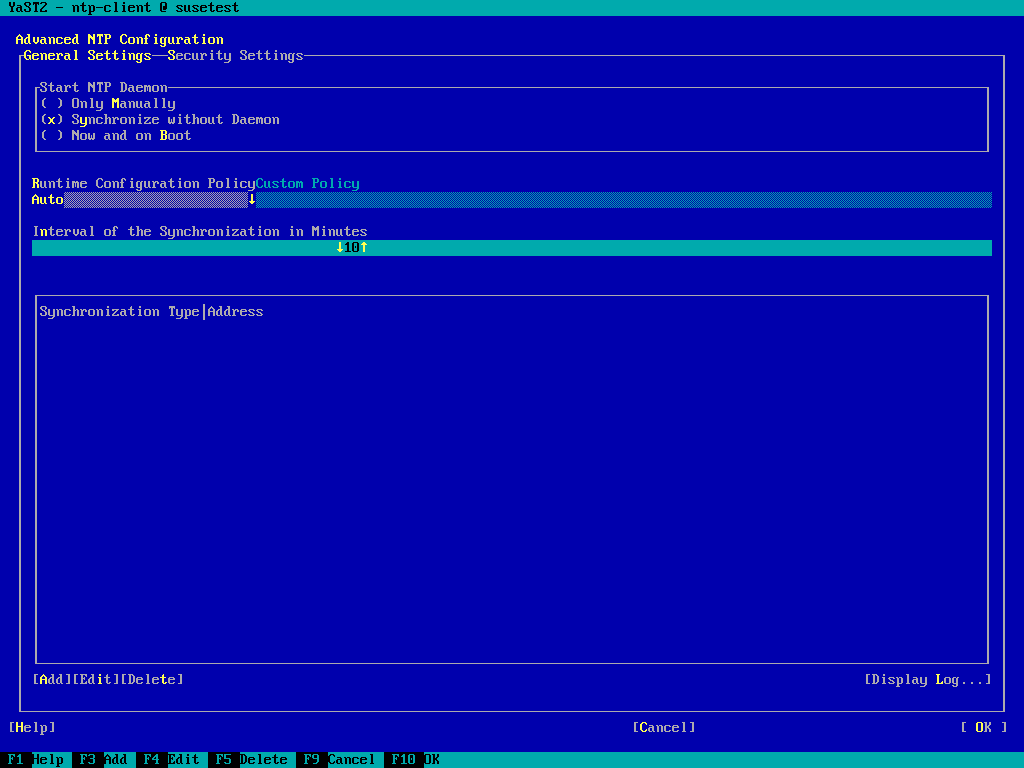 YaST2 - ntp-client @ susetest
Advanced NTP Configuration
General Settings Security Settings
Start NTP Daemon
( ) Only Manually
(x) Synchronize without Daemon
( ) Now and on Boot
Runtime Configuration PolicyCustom Policy
Auto ↓
Interval of the Synchronization in Minutes
↓10↑
Synchronization Type|Address
[Add][Edit][Delete] [Display Log...]
[Help] [Cancel] [ OK ]
F1 Help F3 Add F4 Edit F5 Delete F9 Cancel F10 OK